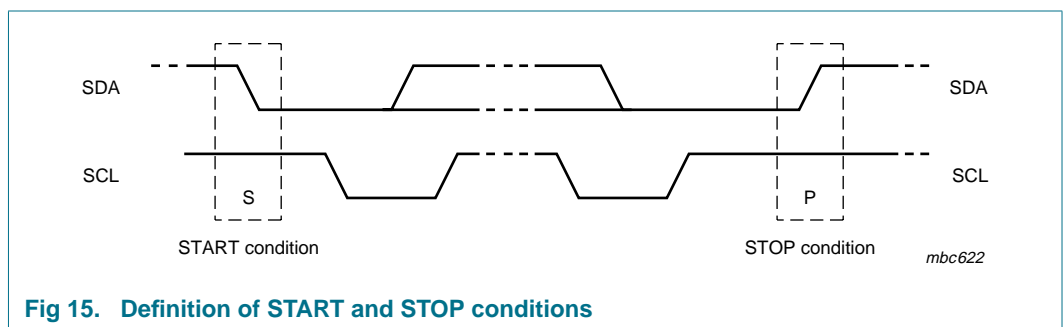 SDA
SDA
SCL
SCL
S
P
START condition
STOP condition
mbc622
Fig 15. Definition of START and STOP conditions